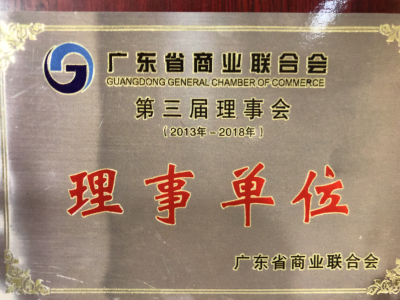 广东省商业联合会
GUANGDONG GENERAL CHAMBER OF COMMERCE
第三届理事会
(2013年-2018年)
理事单位
广东省商业联合会